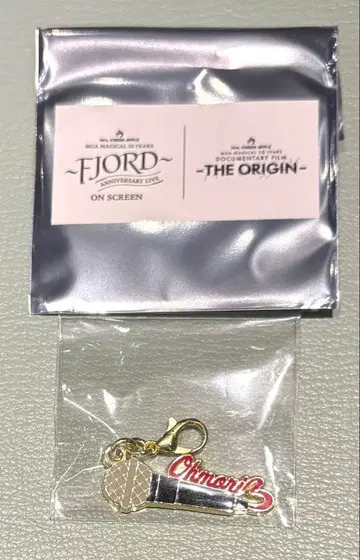 Mrs. GREEN APPLE
MGA MAGICAL 10 YEARS
~FJORD~
ANNIVERSARY LIVE
ON SCREEN
Mrs. GREEN APPLE
MGA MAGICAL 10 YEARS
DOCUMENTARY FILM
-THE ORIGIN-
Ohmori